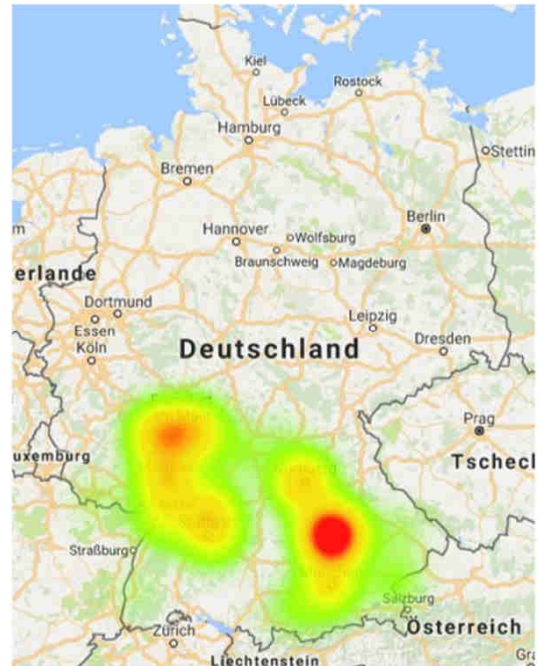 Kiel
Rostock
Lübeck
Hamburg
Stettin
Bremen
Berlin
m
Hannover
Wolfsburg
Braunschweig
Magdeburg
erlande
Dortmund
Essen
Leipzig
Köln
Deutschland
Dresden
Prag
uxemburg
Tschecl
Straßburg
Salzburg
Zürich
Österreich
Liechtenstein
Gra